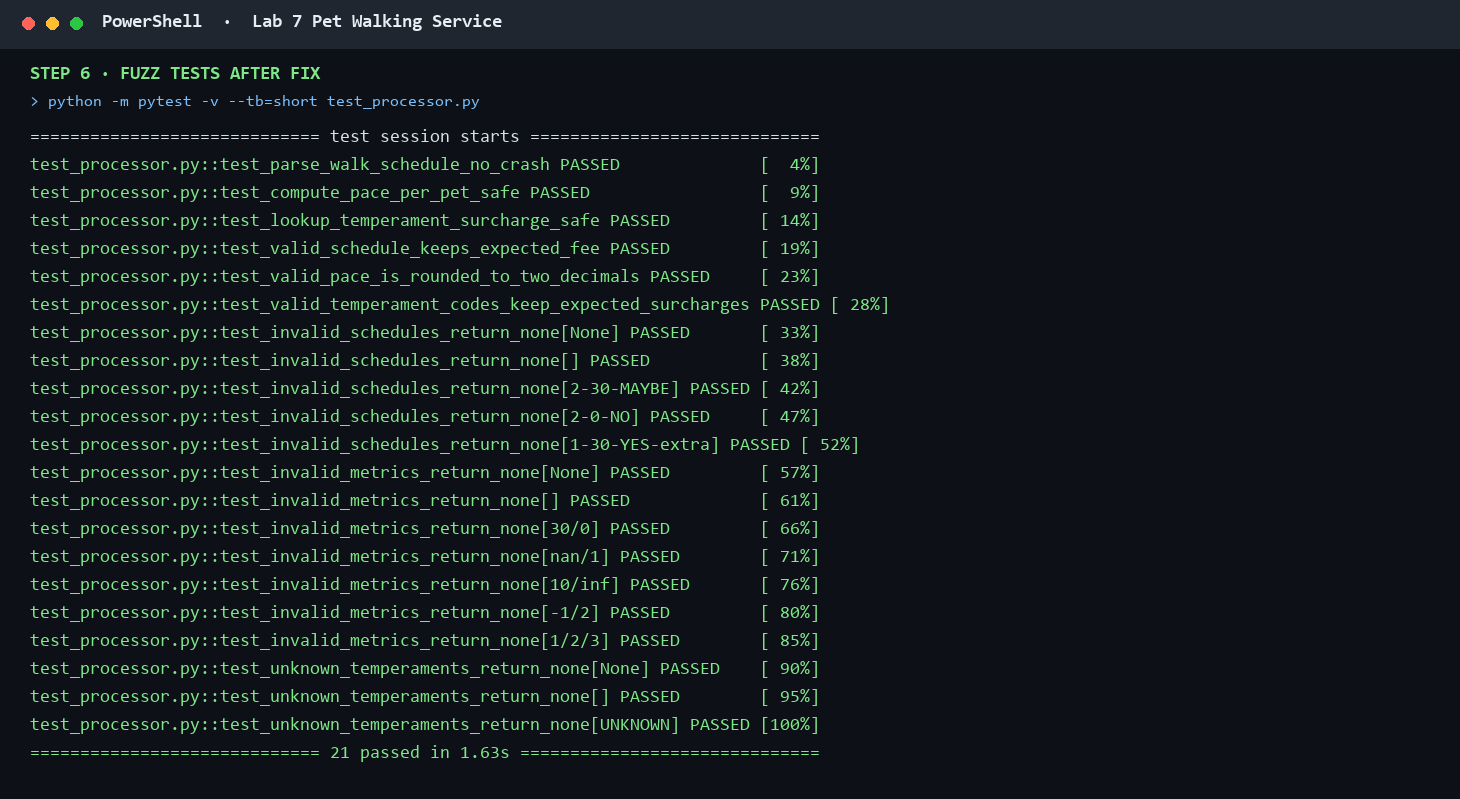 PowerShell · Lab 7 Pet Walking Service
STEP 6 · FUZZ TESTS AFTER FIX
> python -m pytest -v --tb=short test_processor.py
============================= test session starts =============================
test_processor.py::test_parse_walk_schedule_no_crash PASSED              [  4%]
test_processor.py::test_compute_pace_per_pet_safe PASSED                 [  9%]
test_processor.py::test_lookup_temperament_surcharge_safe PASSED         [ 14%]
test_processor.py::test_valid_schedule_keeps_expected_fee PASSED         [ 19%]
test_processor.py::test_valid_pace_is_rounded_to_two_decimals PASSED     [ 23%]
test_processor.py::test_valid_temperament_codes_keep_expected_surcharges PASSED [ 28%]
test_processor.py::test_invalid_schedules_return_none[None] PASSED       [ 33%]
test_processor.py::test_invalid_schedules_return_none[] PASSED           [ 38%]
test_processor.py::test_invalid_schedules_return_none[2-30-MAYBE] PASSED [ 42%]
test_processor.py::test_invalid_schedules_return_none[2-0-NO] PASSED     [ 47%]
test_processor.py::test_invalid_schedules_return_none[1-30-YES-extra] PASSED [ 52%]
test_processor.py::test_invalid_metrics_return_none[None] PASSED         [ 57%]
test_processor.py::test_invalid_metrics_return_none[] PASSED             [ 61%]
test_processor.py::test_invalid_metrics_return_none[30/0] PASSED         [ 66%]
test_processor.py::test_invalid_metrics_return_none[nan/1] PASSED        [ 71%]
test_processor.py::test_invalid_metrics_return_none[10/inf] PASSED       [ 76%]
test_processor.py::test_invalid_metrics_return_none[-1/2] PASSED         [ 80%]
test_processor.py::test_invalid_metrics_return_none[1/2/3] PASSED        [ 85%]
test_processor.py::test_unknown_temperaments_return_none[None] PASSED    [ 90%]
test_processor.py::test_unknown_temperaments_return_none[] PASSED        [ 95%]
test_processor.py::test_unknown_temperaments_return_none[UNKNOWN] PASSED [100%]
============================= 21 passed in 1.63s ==============================